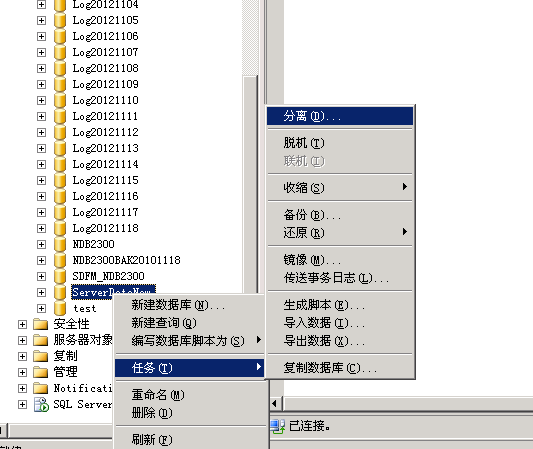 Log20121104
Log20121105
Log20121106
Log20121107
Log20121108
Log20121109
Log20121110
Log20121111
Log20121112
Log20121113
Log20121114
Log20121115
Log20121116
Log20121117
Log20121118
NDB2300
NDB2300BAK20101118
SDFM_NDB2300
ServerDataNew
test
安全性
服务器对象
复制
管理
Notificati
SQL Server
新建数据库(N)...
新建查询(Q)
编写数据库脚本为(S)
任务(T)
重命名(M)
删除(D)
刷新(F)
分离(D)...
脱机(T)
联机(I)
收缩(S)
备份(B)...
还原(R)
镜像(M)...
传送事务日志(L)...
生成脚本(E)...
导入数据(I)...
导出数据(X)...
复制数据库(C)...
已连接。